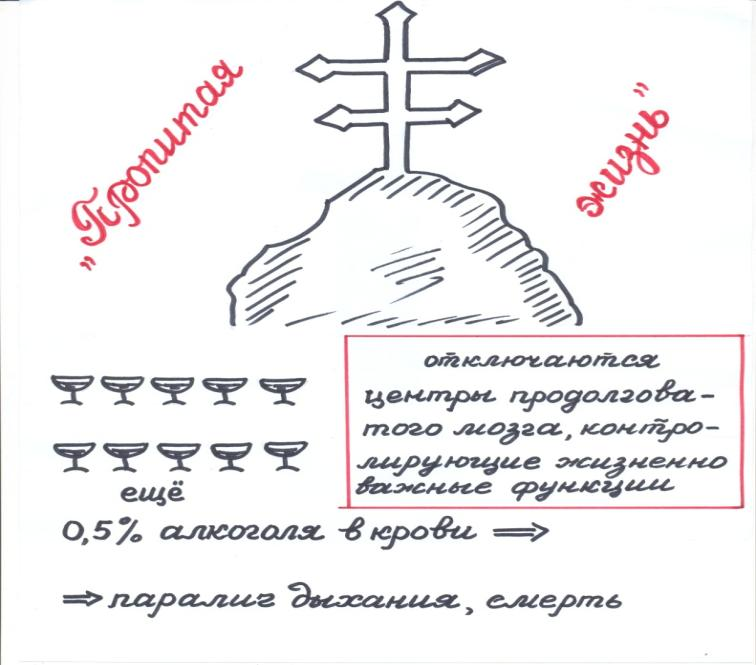 „Пропитая
жизнь”
отключаются
центры продолгова-
того мозга, контро-
лирующие жизненно
важные функции
ещё
0,5% алкоголя в крови ⇒
⇒ паралич дыхания, смерть